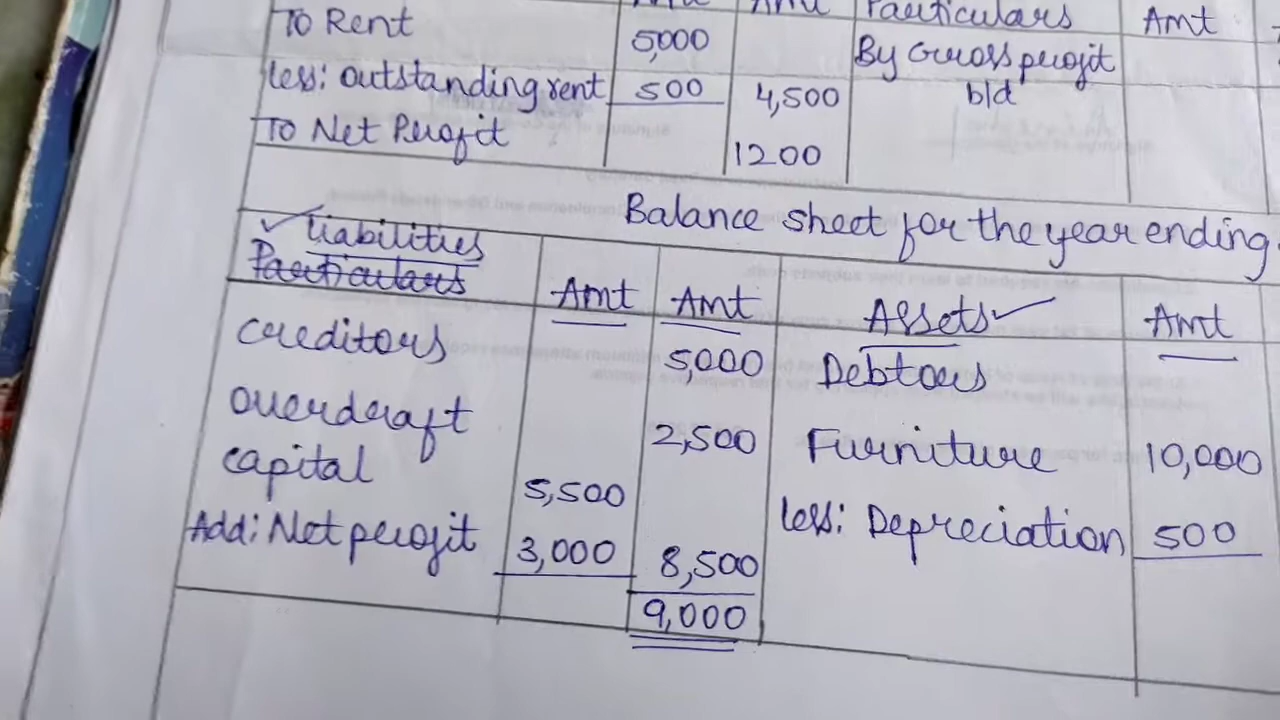 To Rent 5,000 Particulars Amt
By Gross profit
less: outstanding rent 500 4,500 b/d
To Net Profit 1200
Balance sheet for the year ending
Liabilities
Particulars Amt Amt Assets Amt
creditors 5,000 Debtors
overdraft 2,500 Furniture 10,000
capital 5,500 less: Depreciation 500
Add: Net profit 3,000 8,500
9,000